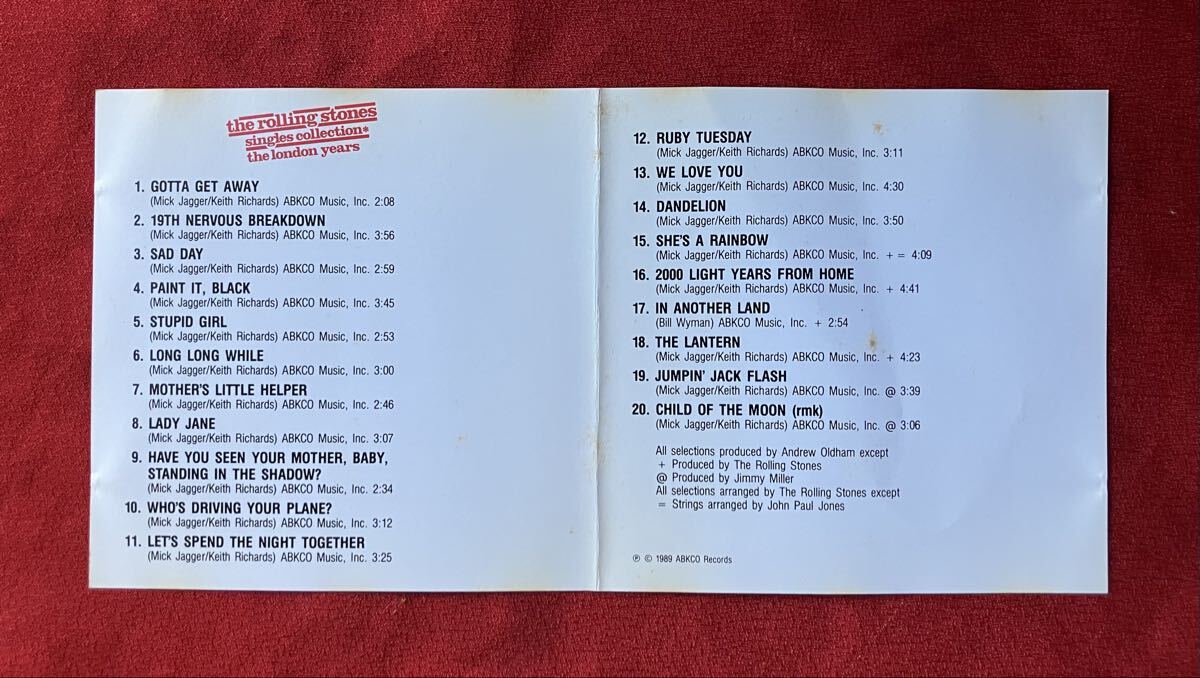 the rolling stones
singles collection*
the london years
1. GOTTA GET AWAY
(Mick Jagger/Keith Richards) ABKCO Music, Inc. 2:08
2. 19TH NERVOUS BREAKDOWN
(Mick Jagger/Keith Richards) ABKCO Music, Inc. 3:56
3. SAD DAY
(Mick Jagger/Keith Richards) ABKCO Music, Inc. 2:59
4. PAINT IT, BLACK
(Mick Jagger/Keith Richards) ABKCO Music, Inc. 3:45
5. STUPID GIRL
(Mick Jagger/Keith Richards) ABKCO Music, Inc. 2:53
6. LONG LONG WHILE
(Mick Jagger/Keith Richards) ABKCO Music, Inc. 3:00
7. MOTHER'S LITTLE HELPER
(Mick Jagger/Keith Richards) ABKCO Music, Inc. 2:46
8. LADY JANE
(Mick Jagger/Keith Richards) ABKCO Music, Inc. 3:07
9. HAVE YOU SEEN YOUR MOTHER, BABY,
STANDING IN THE SHADOW?
(Mick Jagger/Keith Richards) ABKCO Music, Inc. 2:34
10. WHO'S DRIVING YOUR PLANE?
(Mick Jagger/Keith Richards) ABKCO Music, Inc. 3:12
11. LET'S SPEND THE NIGHT TOGETHER
(Mick Jagger/Keith Richards) ABKCO Music, Inc. 3:25
12. RUBY TUESDAY
(Mick Jagger/Keith Richards) ABKCO Music, Inc. 3:11
13. WE LOVE YOU
(Mick Jagger/Keith Richards) ABKCO Music, Inc. 4:30
14. DANDELION
(Mick Jagger/Keith Richards) ABKCO Music, Inc. 3:50
15. SHE'S A RAINBOW
(Mick Jagger/Keith Richards) ABKCO Music, Inc. + = 4:09
16. 2000 LIGHT YEARS FROM HOME
(Mick Jagger/Keith Richards) ABKCO Music, Inc. + 4:41
17. IN ANOTHER LAND
(Bill Wyman) ABKCO Music, Inc. + 2:54
18. THE LANTERN
(Mick Jagger/Keith Richards) ABKCO Music, Inc. + 4:23
19. JUMPIN' JACK FLASH
(Mick Jagger/Keith Richards) ABKCO Music, Inc. @ 3:39
20. CHILD OF THE MOON (rmk)
(Mick Jagger/Keith Richards) ABKCO Music, Inc. @ 3:06
All selections produced by Andrew Oldham except
+ Produced by The Rolling Stones
@ Produced by Jimmy Miller
All selections arranged by The Rolling Stones except
= Strings arranged by John Paul Jones
℗ © 1989 ABKCO Records